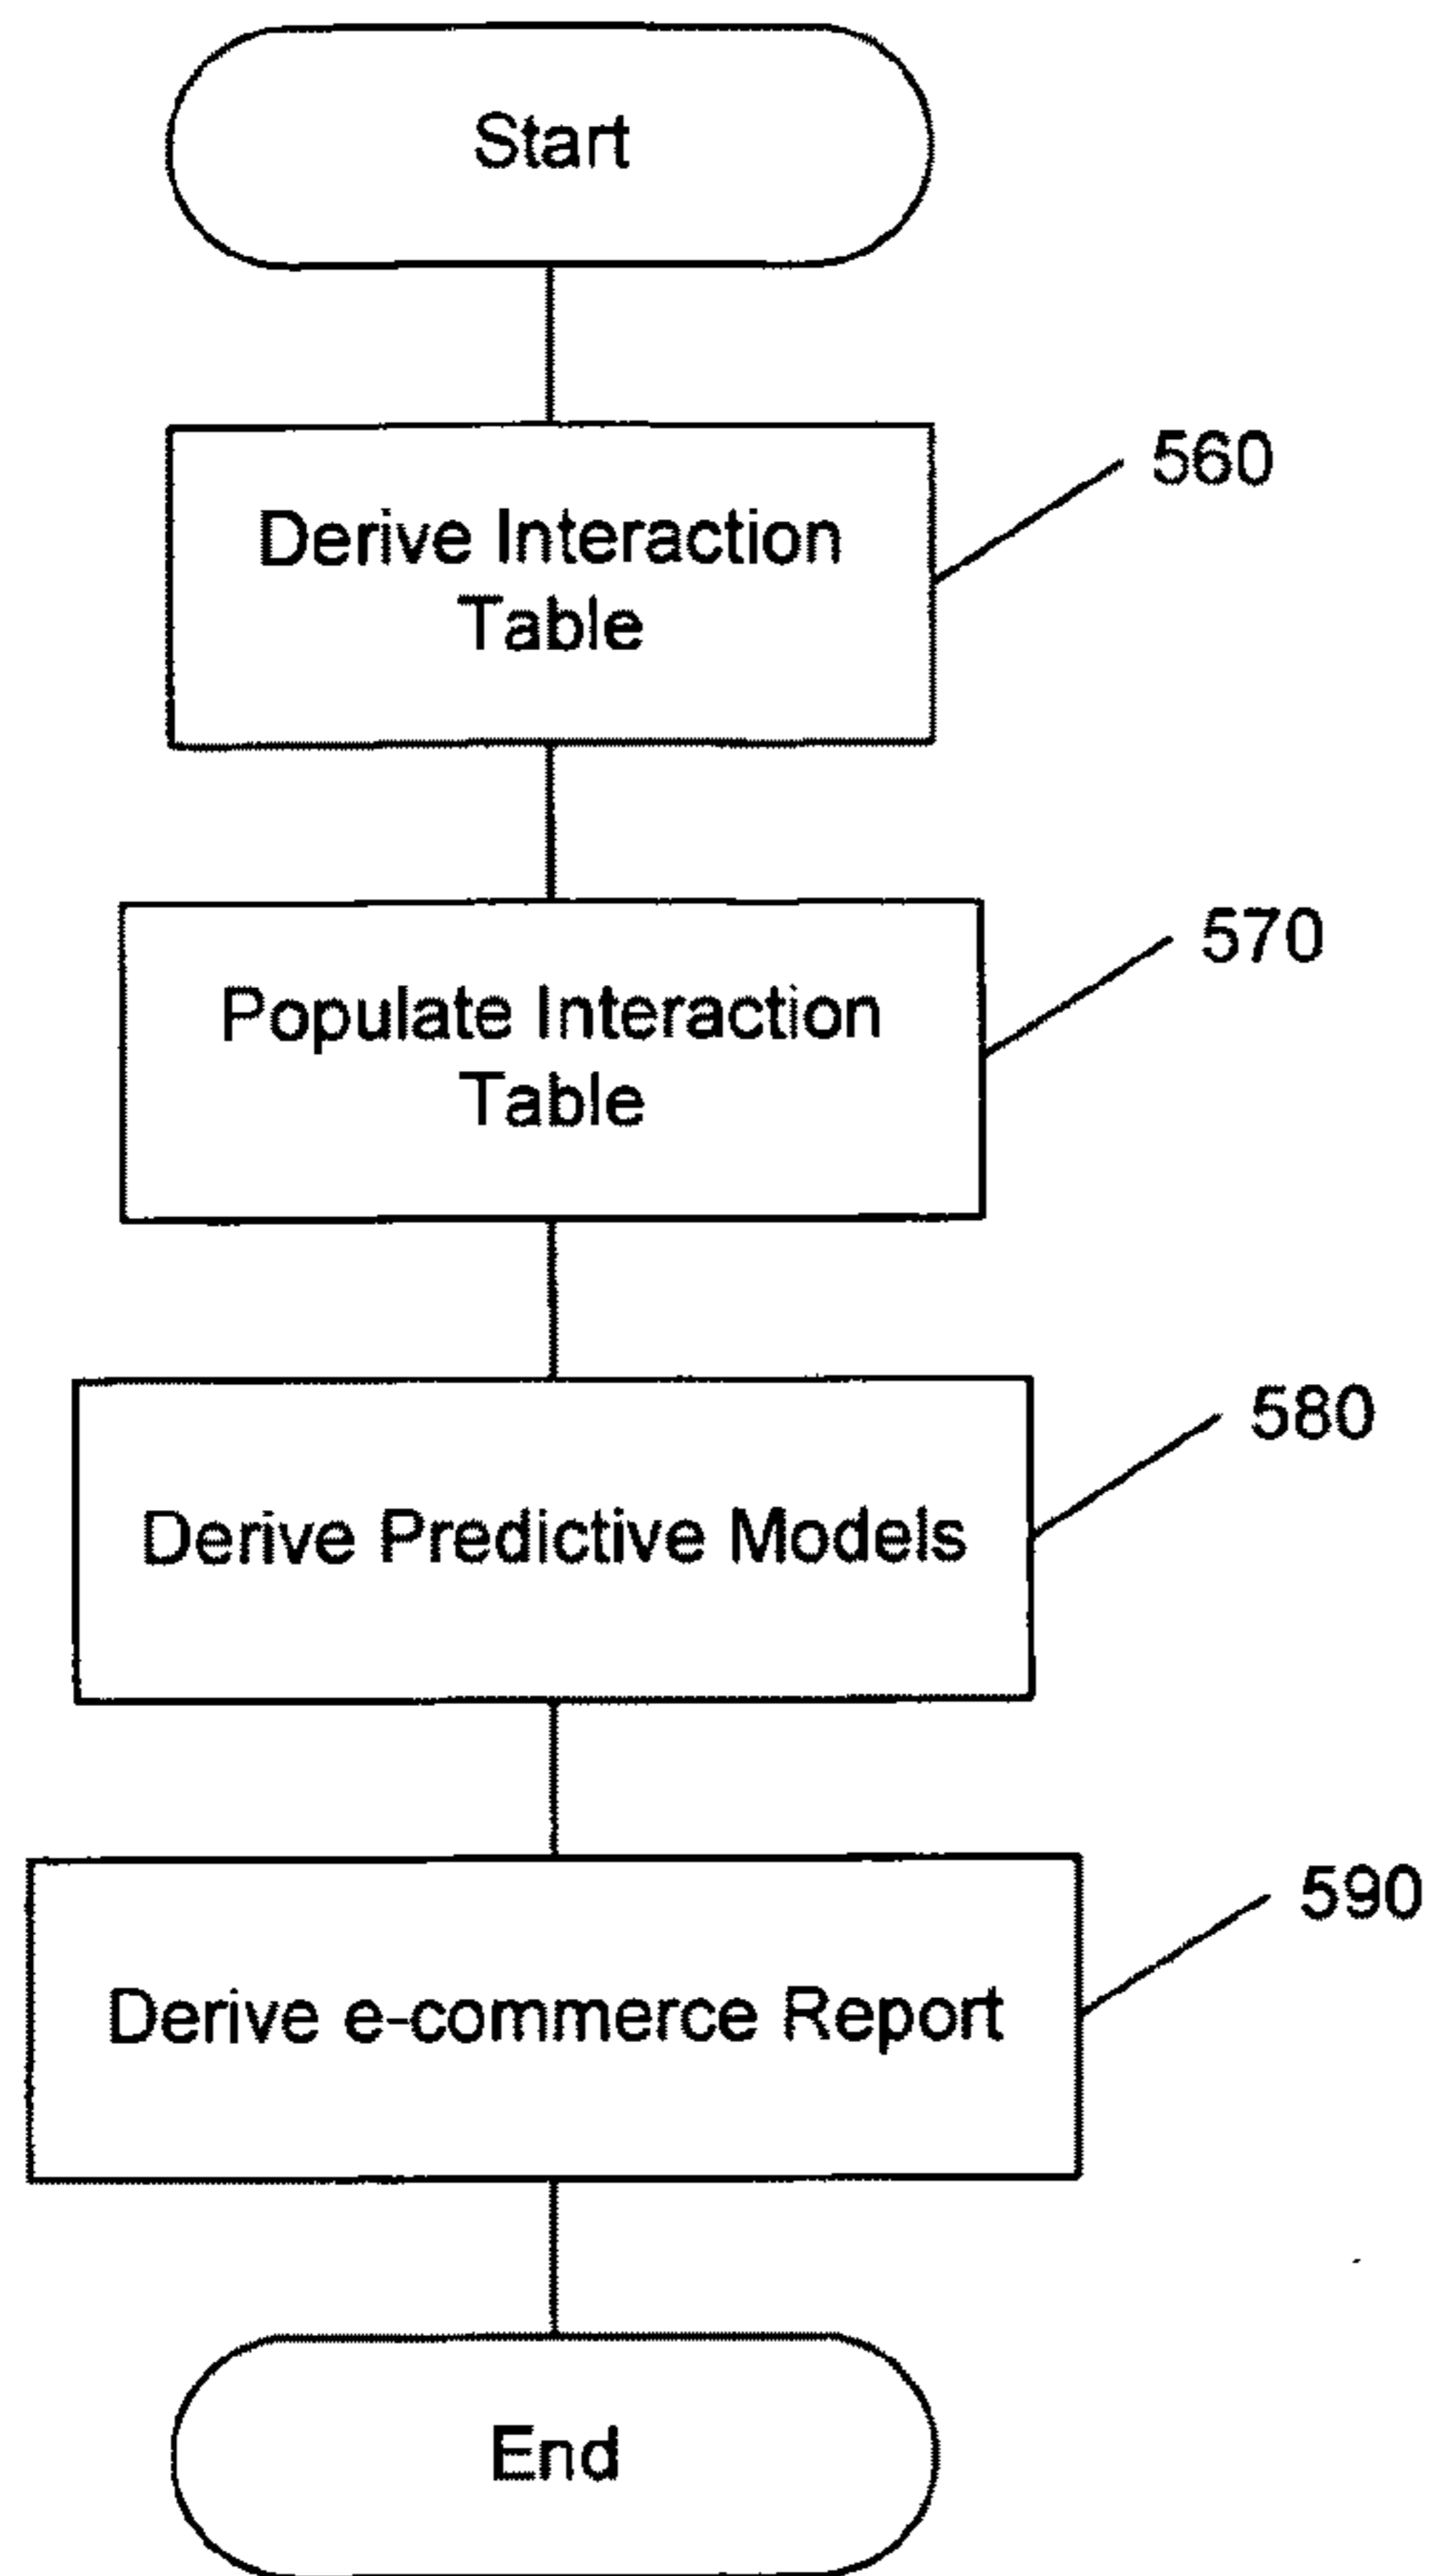 Start
560
Derive Interaction
Table
570
Populate Interaction
Table
580
Derive Predictive Models
590
Derive e-commerce Report
End